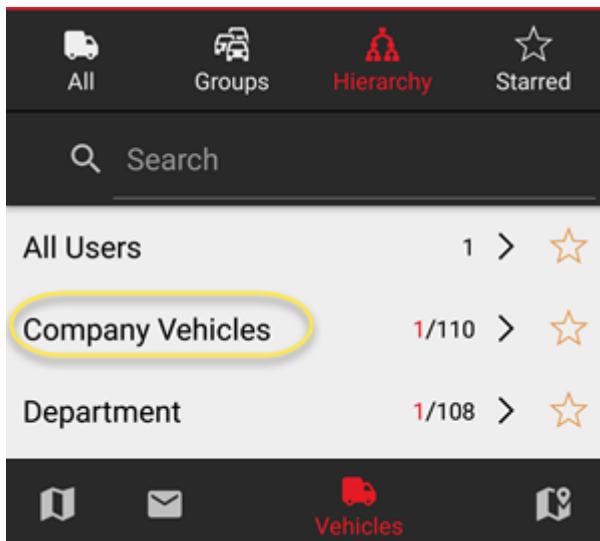 All Groups Hierarchy Starred
Search
All Users 1
Company Vehicles 1/110
Department 1/108
Vehicles